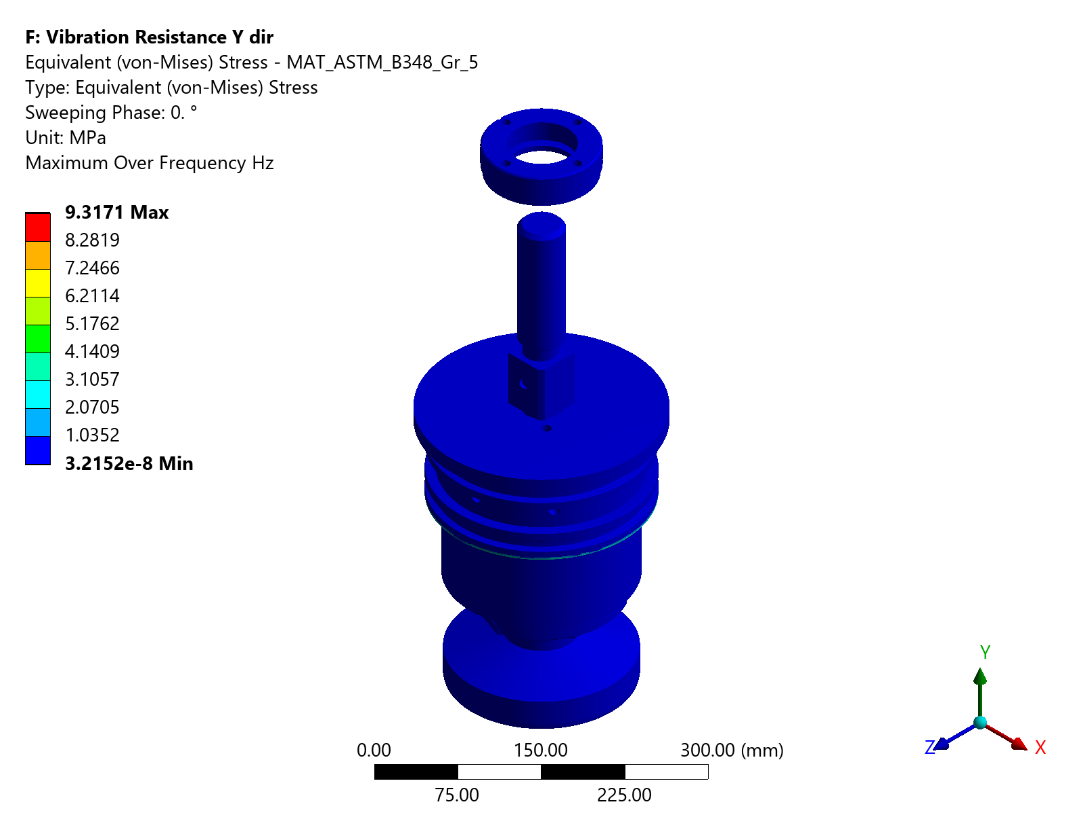 F: Vibration Resistance Y dir
Equivalent (von-Mises) Stress - MAT_ASTM_B348_Gr_5
Type: Equivalent (von-Mises) Stress
Sweeping Phase: 0. °
Unit: MPa
Maximum Over Frequency Hz
9.3171 Max
8.2819
7.2466
6.2114
5.1762
4.1409
3.1057
2.0705
1.0352
3.2152e-8 Min
Y
Z X
0.00 150.00 300.00 (mm)
75.00 225.00